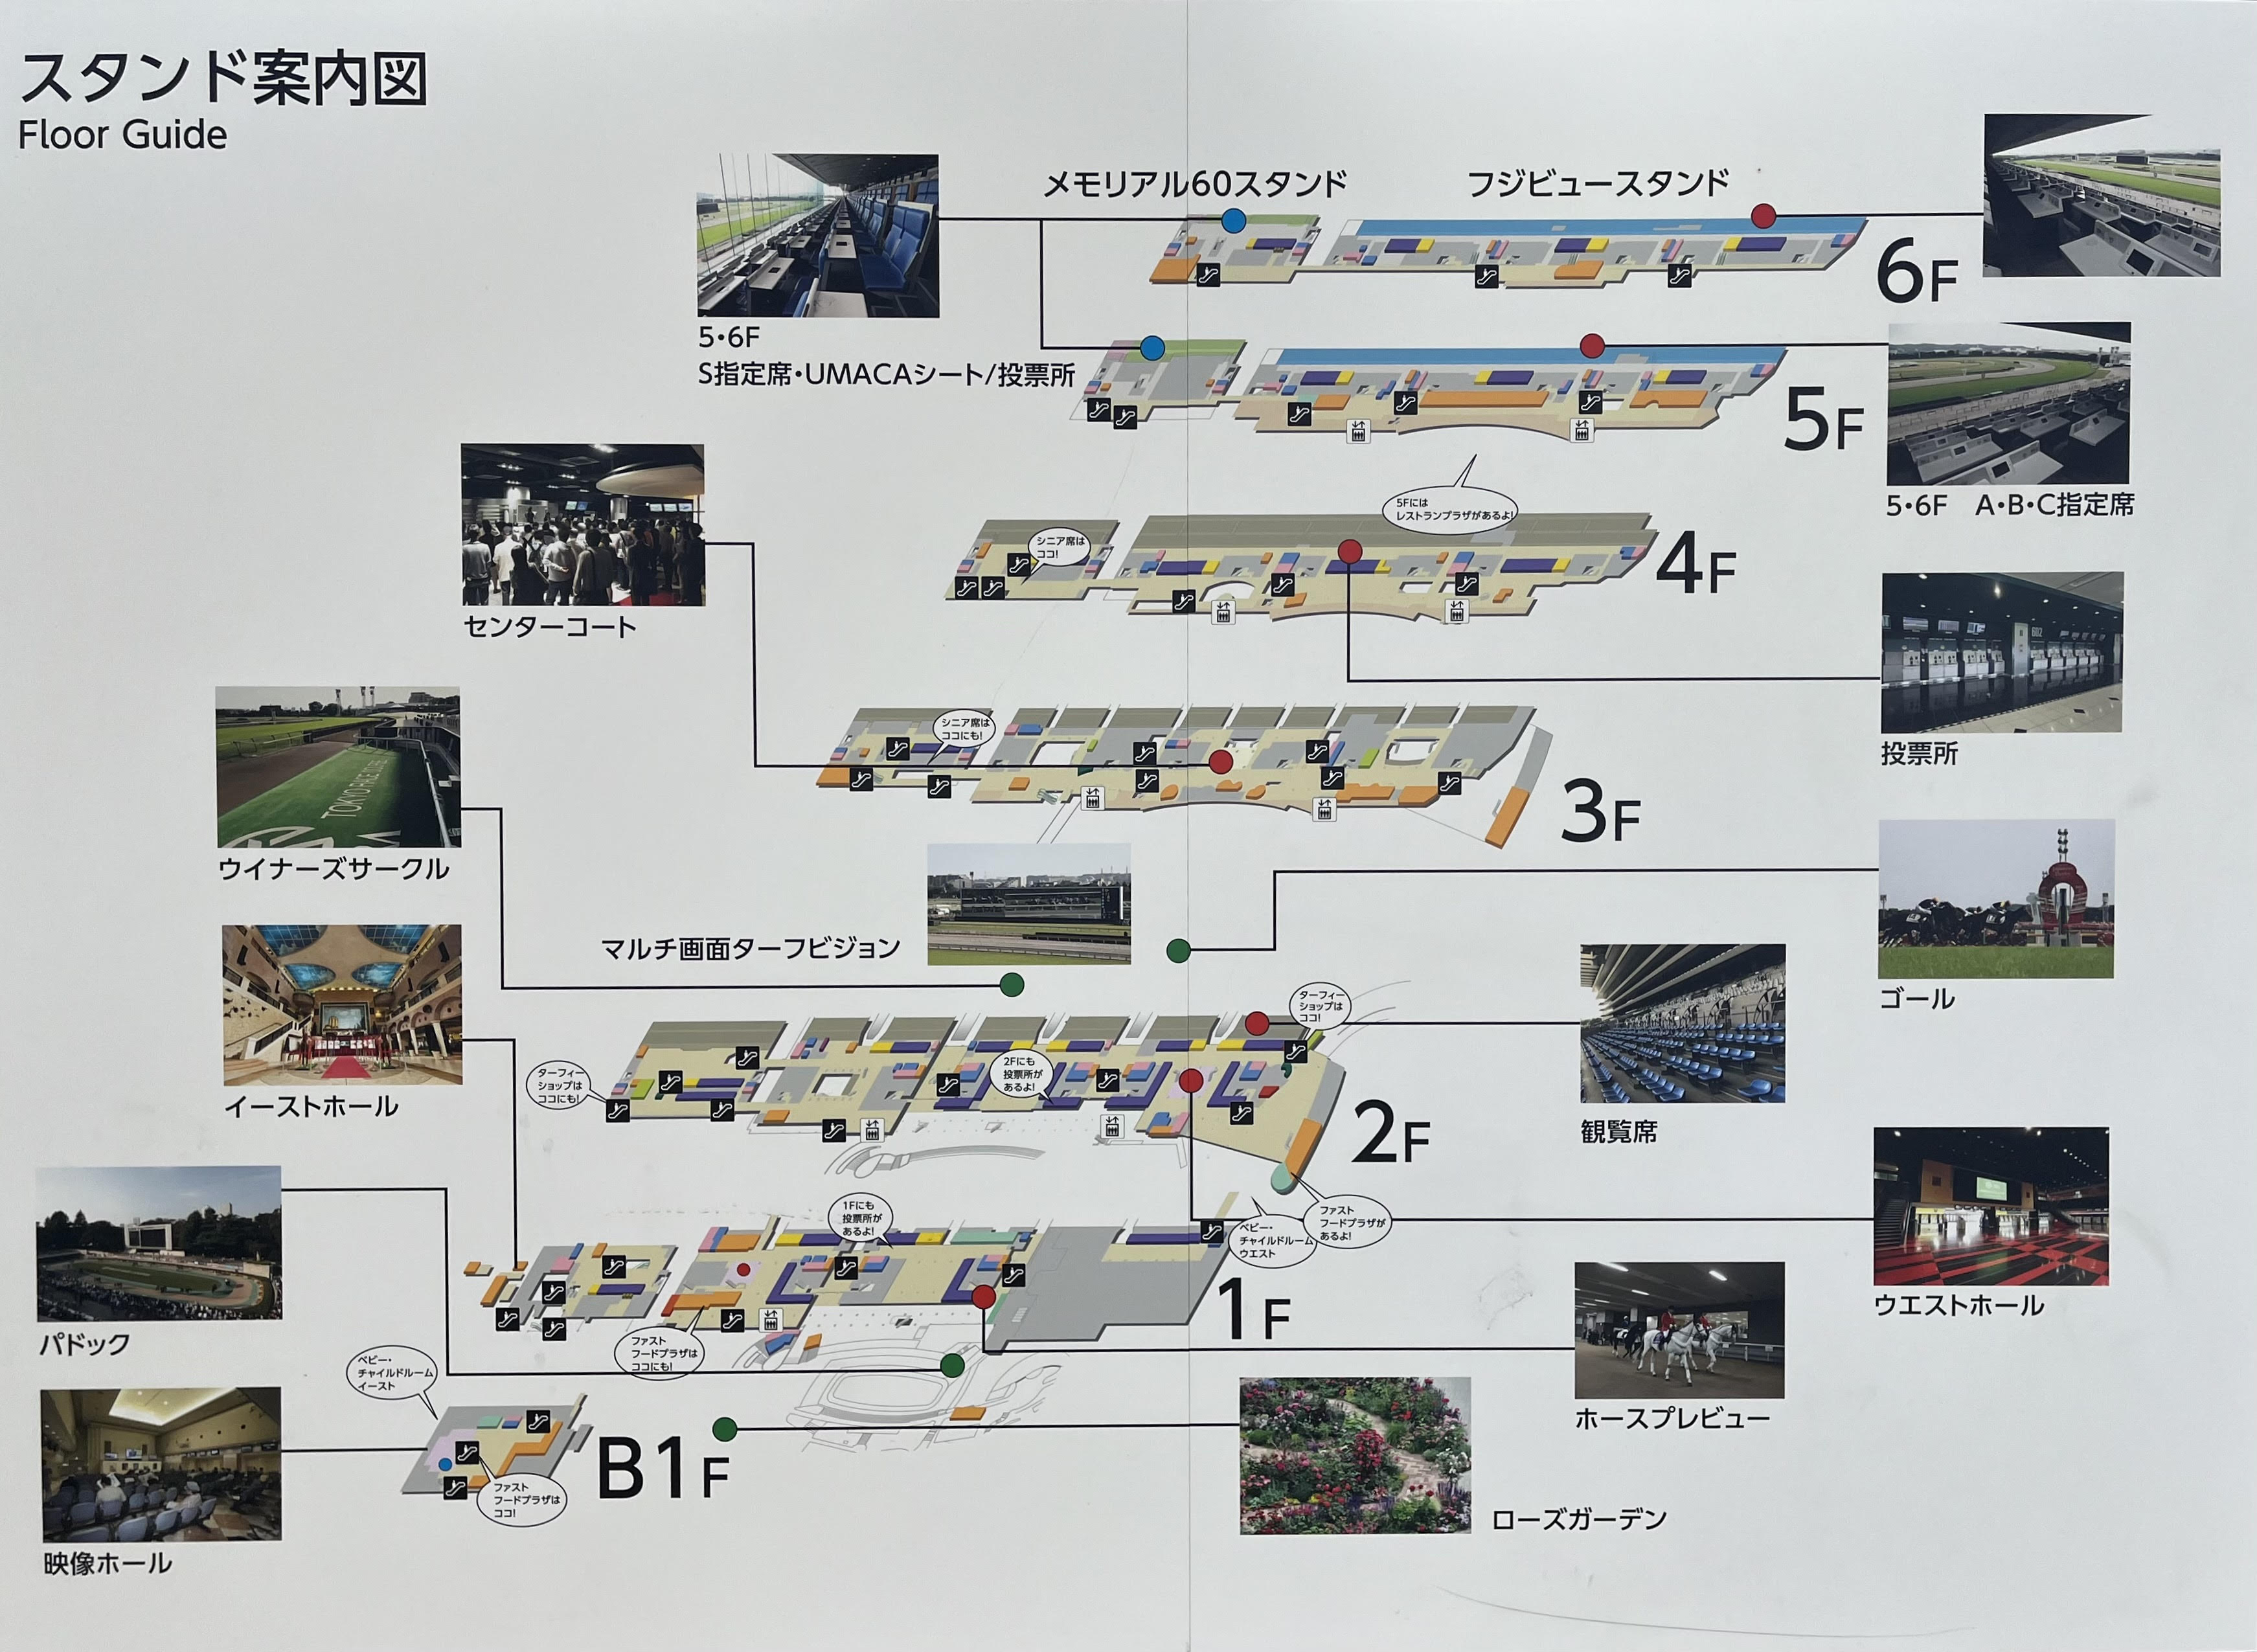 スタンド案内図
Floor Guide
メモリアル60スタンド
フジビュースタンド
6F
5・6F
S指定席・UMACAシート/投票所
5F
5・6F　A・B・C指定席
5Fには
レストランプラザがあるよ!
シニア席は
ココ!
4F
センターコート
投票所
シニア席は
ココにも!
3F
ウイナーズサークル
マルチ画面ターフビジョン
ゴール
ターフィー
ショップは
ココ!
2Fにも
投票所が
あるよ!
ターフィー
ショップは
ココにも!
2F
観覧席
イーストホール
ベビー・
チャイルドルーム
ウエスト
ファスト
フードプラザが
あるよ!
ウエストホール
1Fにも
投票所が
あるよ!
1F
ファスト
フードプラザは
ココにも!
パドック
ホースプレビュー
ベビー・
チャイルドルーム
イースト
B1F
ファスト
フードプラザは
ココ!
映像ホール
ローズガーデン